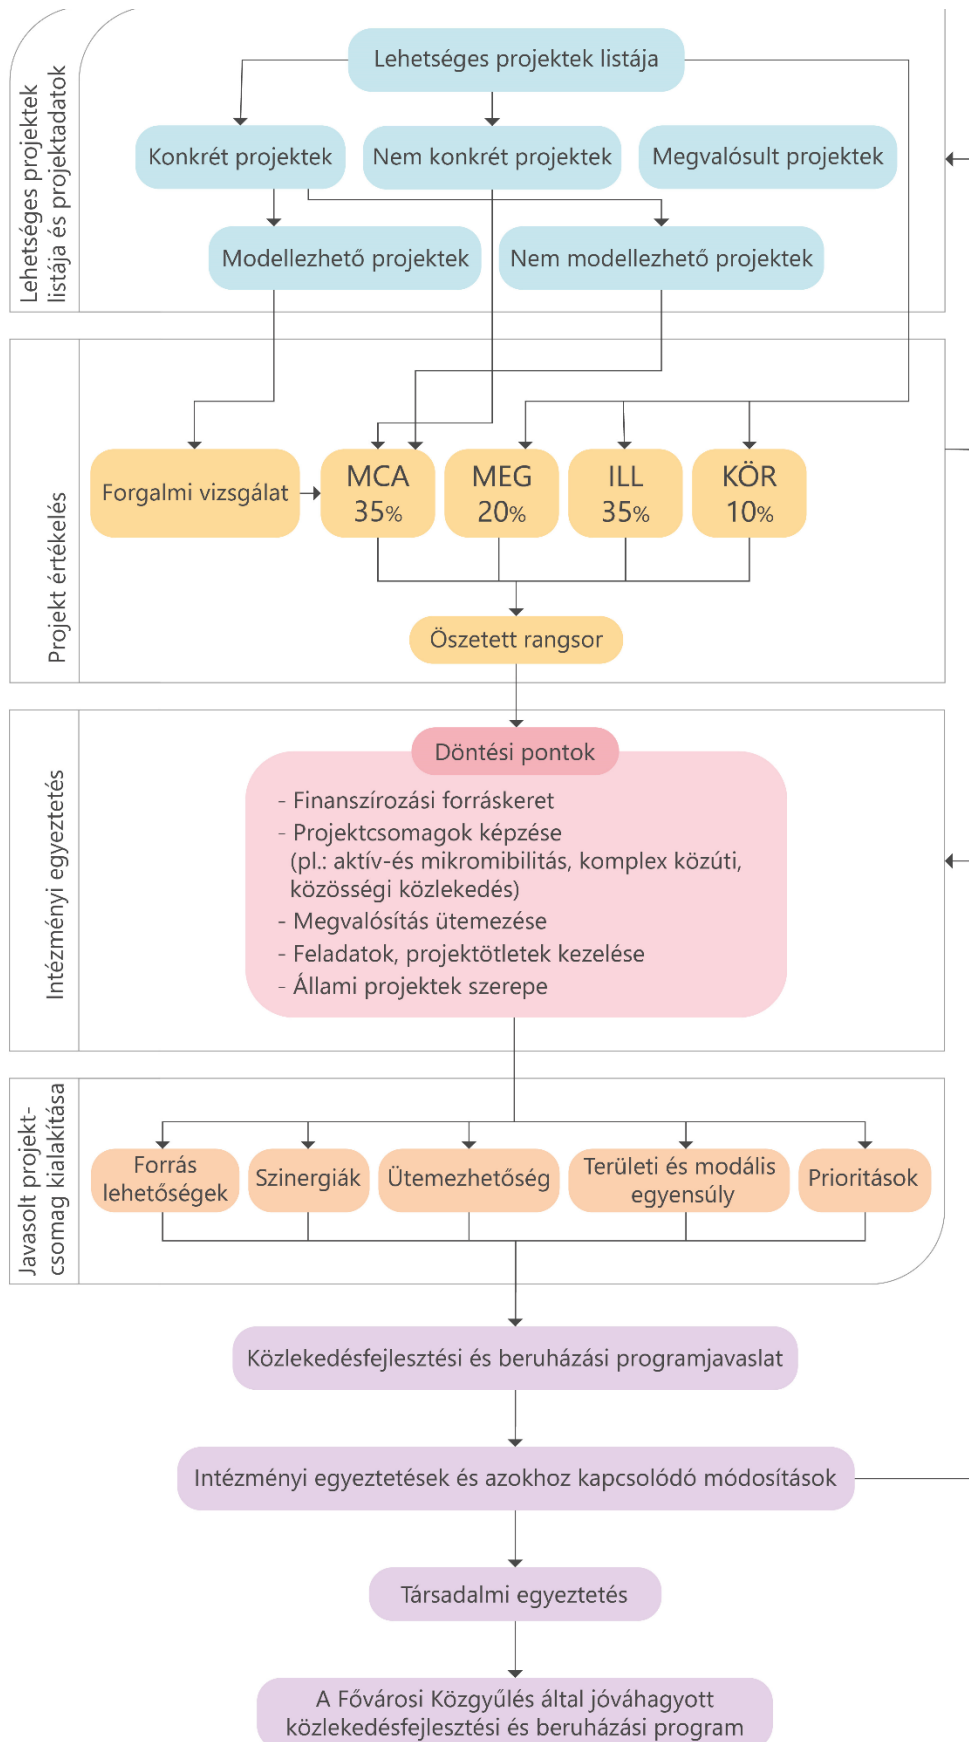 Lehetséges projektek
listája és projektadatok
Lehetséges projektek listája
Konkrét projektek
Nem konkrét projektek
Megvalósult projektek
Modellezhető projektek
Nem modellezhető projektek
Projekt értékelés
Forgalmi vizsgálat
MCA
35%
MEG
20%
ILL
35%
KÖR
10%
Öszetett rangsor
Intézményi egyeztetés
Döntési pontok
- Finanszírozási forráskeret
- Projektcsomagok képzése
(pl.: aktív-és mikromibilitás, komplex közúti,
közösségi közlekedés)
- Megvalósítás ütemezése
- Feladatok, projektötletek kezelése
- Állami projektek szerepe
Javasolt projekt-
csomag kialakítása
Forrás
lehetőségek
Szinergiák
Ütemezhetőség
Területi és modális
egyensúly
Prioritások
Közlekedésfejlesztési és beruházási programjavaslat
Intézményi egyeztetések és azokhoz kapcsolódó módosítások
Társadalmi egyeztetés
A Fővárosi Közgyűlés által jóváhagyott
közlekedésfejlesztési és beruházási program